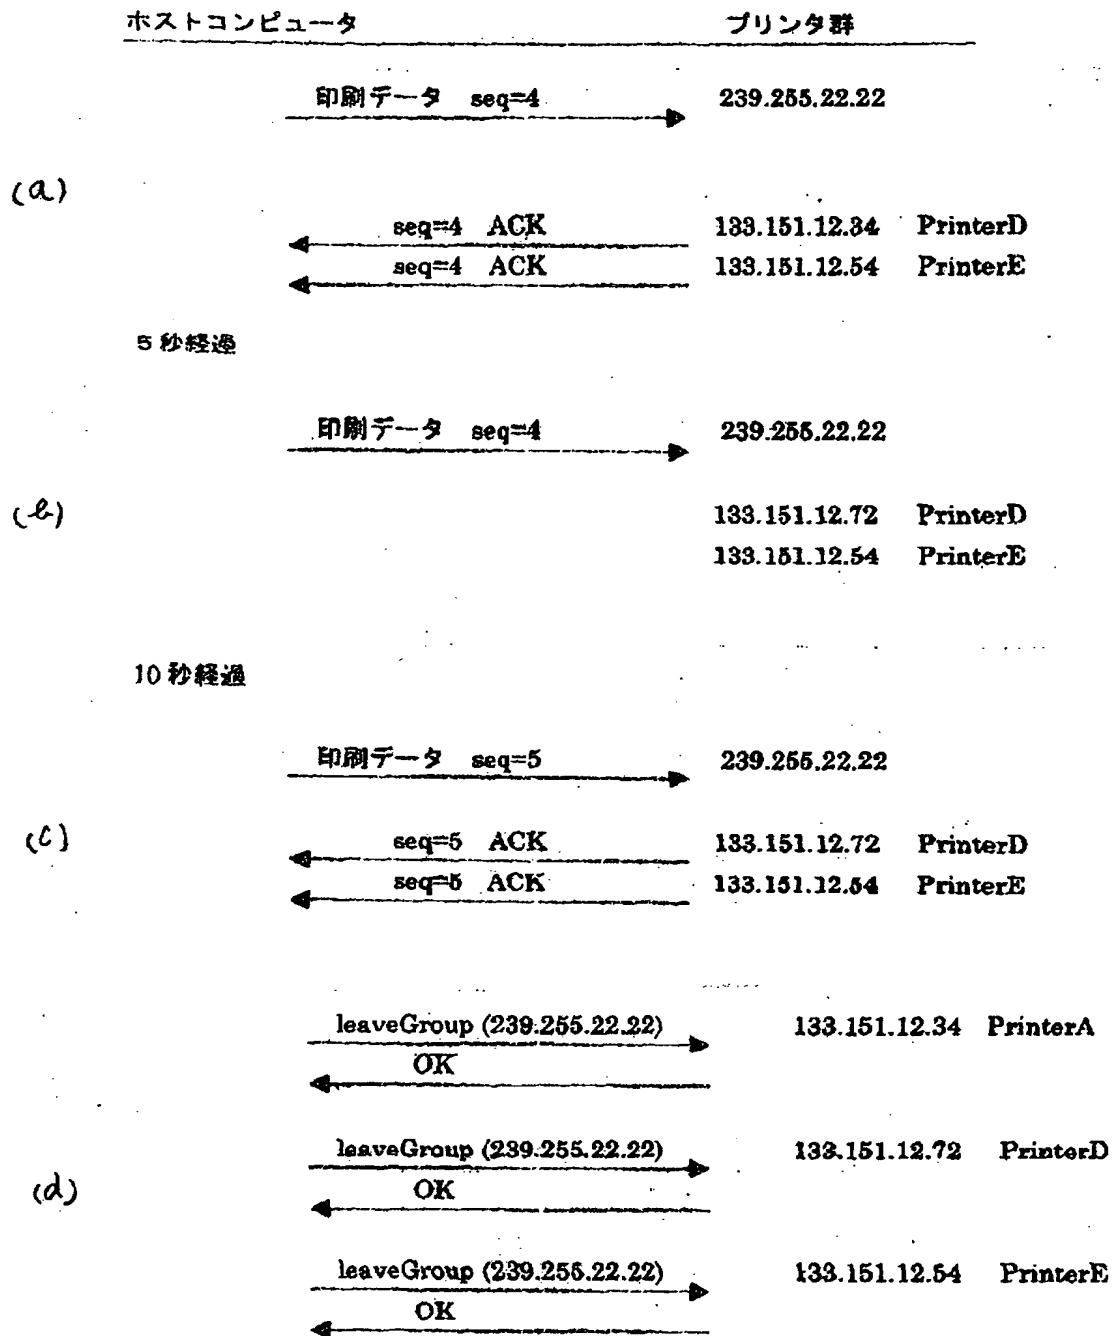 ホストコンピュータ プリンタ群
印刷データ seq=4 239.255.22.22
(a)
seq=4 ACK 133.151.12.34 PrinterD
seq=4 ACK 133.151.12.54 PrinterE
5秒経過
印刷データ seq=4 239.255.22.22
(b)
133.151.12.72 PrinterD
133.151.12.54 PrinterE
10秒経過
印刷データ seq=5 239.255.22.22
(c)
seq=5 ACK 133.151.12.72 PrinterD
seq=5 ACK 133.151.12.54 PrinterE
leaveGroup (239.255.22.22) 133.151.12.34 PrinterA
OK
leaveGroup (239.255.22.22) 133.151.12.72 PrinterD
(d)
OK
leaveGroup (239.255.22.22) 133.151.12.54 PrinterE
OK